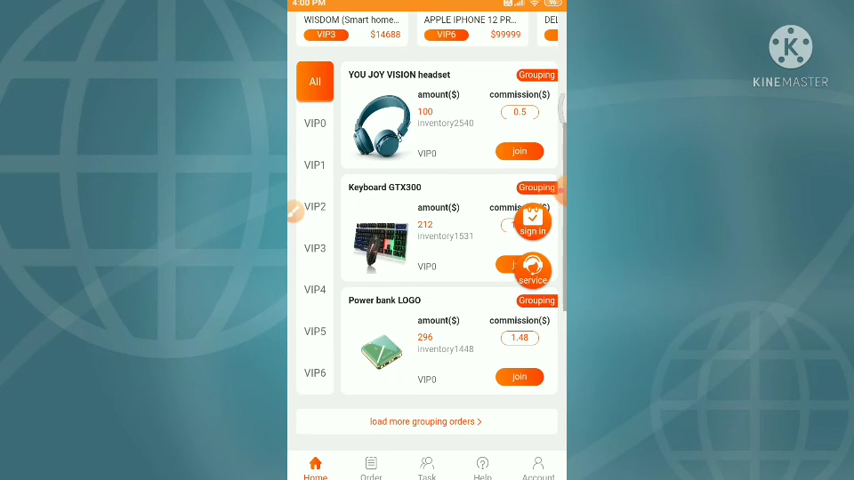 4:00 PM
WISDOM (Smart home...
VIP3
$14688
APPLE IPHONE 12 PR...
VIP6
$99999
DEL
All
VIP0
VIP1
VIP2
VIP3
VIP4
VIP5
VIP6
YOU JOY VISION headset
Grouping
amount($)
commission($)
100
0.5
inventory2540
VIP0
join
Keyboard GTX300
Grouping
amount($)
212
inventory1531
VIP0
sign in
service
Power bank LOGO
Grouping
amount($)
commission($)
296
1.48
inventory1448
VIP0
join
load more grouping orders >
Home
Order
Task
Help
Account
K
KINEMASTER